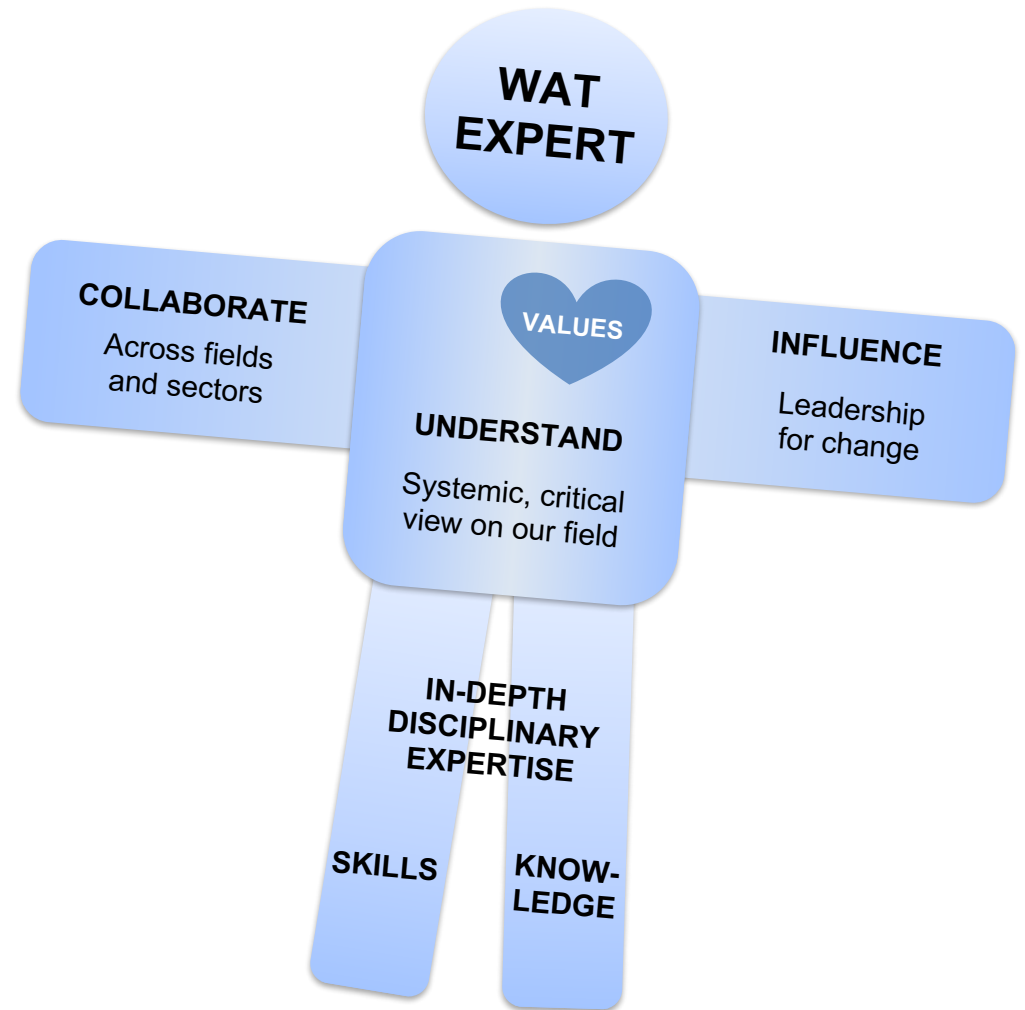 WAT
EXPERT
COLLABORATE
Across fields
and sectors
VALUES
UNDERSTAND
Systemic, critical
view on our field
INFLUENCE
Leadership
for change
IN-DEPTH
DISCIPLINARY
EXPERTISE
SKILLS
KNOW-
LEDGE